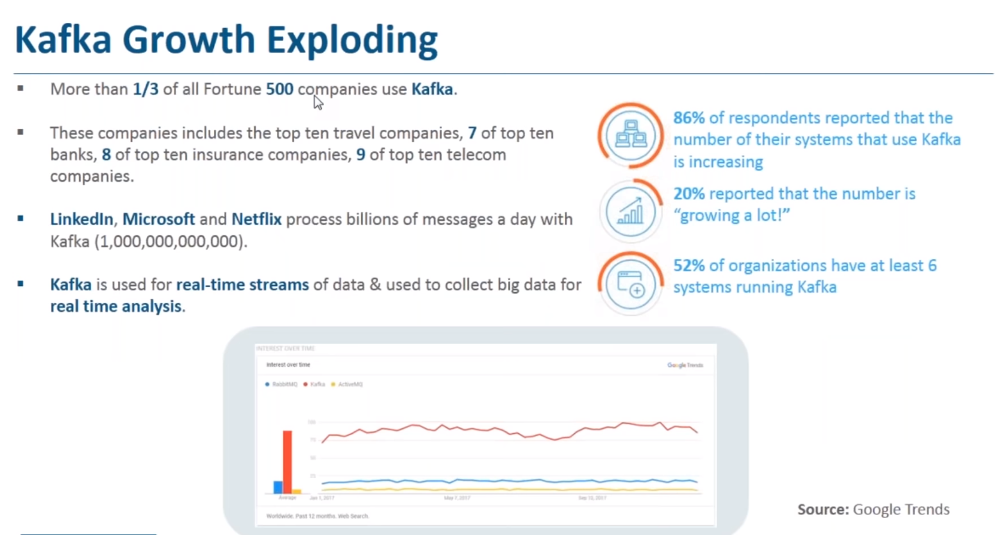 Kafka Growth Exploding
More than 1/3 of all Fortune 500 companies use Kafka.
These companies includes the top ten travel companies, 7 of top ten
banks, 8 of top ten insurance companies, 9 of top ten telecom
companies.
LinkedIn, Microsoft and Netflix process billions of messages a day with
Kafka (1,000,000,000,000).
Kafka is used for real-time streams of data & used to collect big data for
real time analysis.
86% of respondents reported that the
number of their systems that use Kafka
is increasing
20% reported that the number is
“growing a lot!”
52% of organizations have at least 6
systems running Kafka
INTEREST OVER TIME
Interest over time
Google Trends
RabbitMQ Kafka ActiveMQ
100
75
50
25
Average Jan 1, 2017 May 7, 2017 Sep 10, 2017
Worldwide. Past 12 months. Web Search.
Source: Google Trends